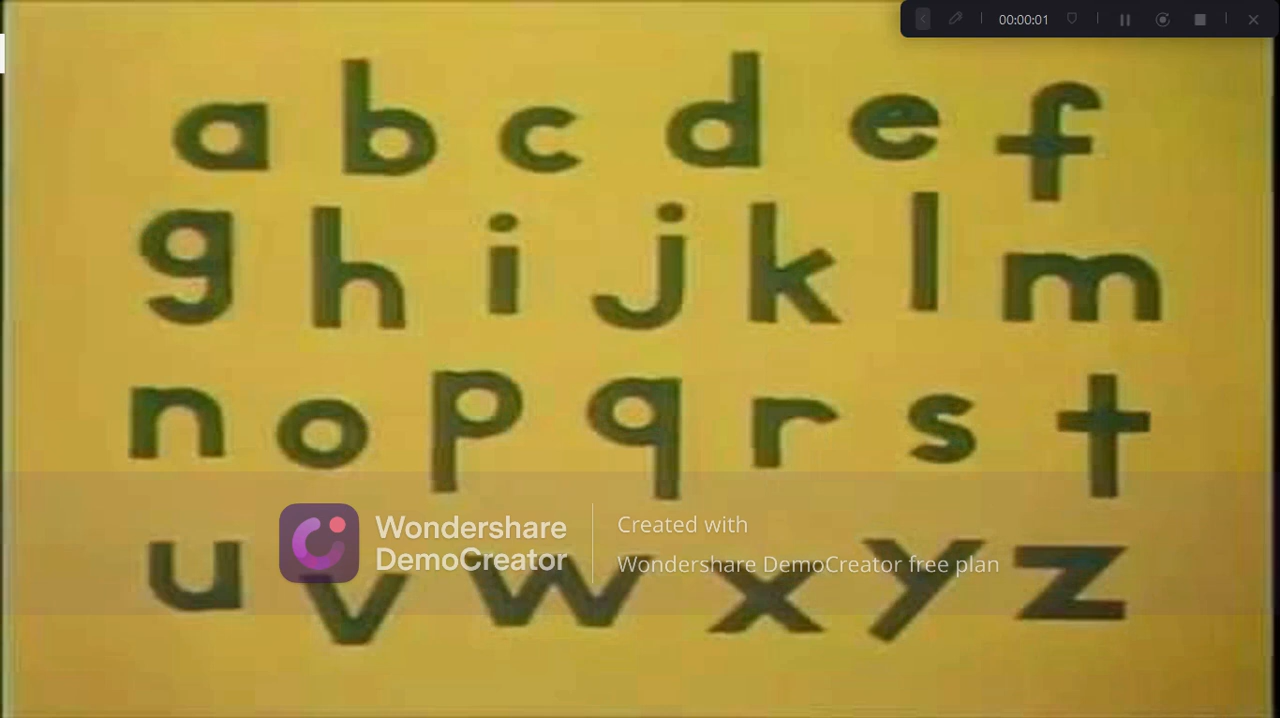 00:00:01
a b c d e f
g h i j k l m
n o p q r s t
u v w x y z
Wondershare
DemoCreator
Created with
Wondershare DemoCreator free plan